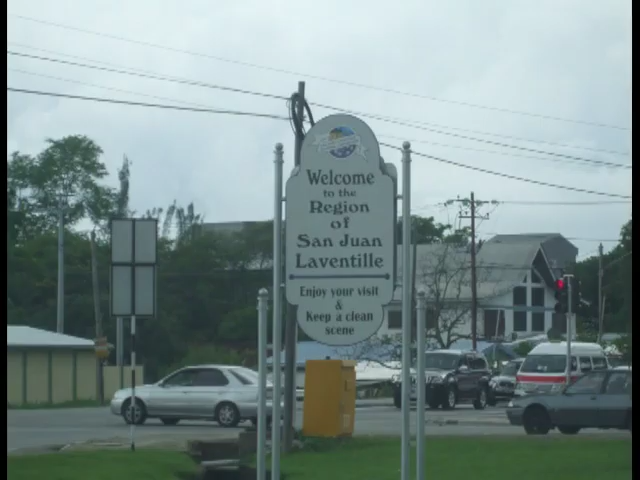 Welcome
to the
Region
of
San Juan
Laventille
Enjoy your visit
&
Keep a clean
scene